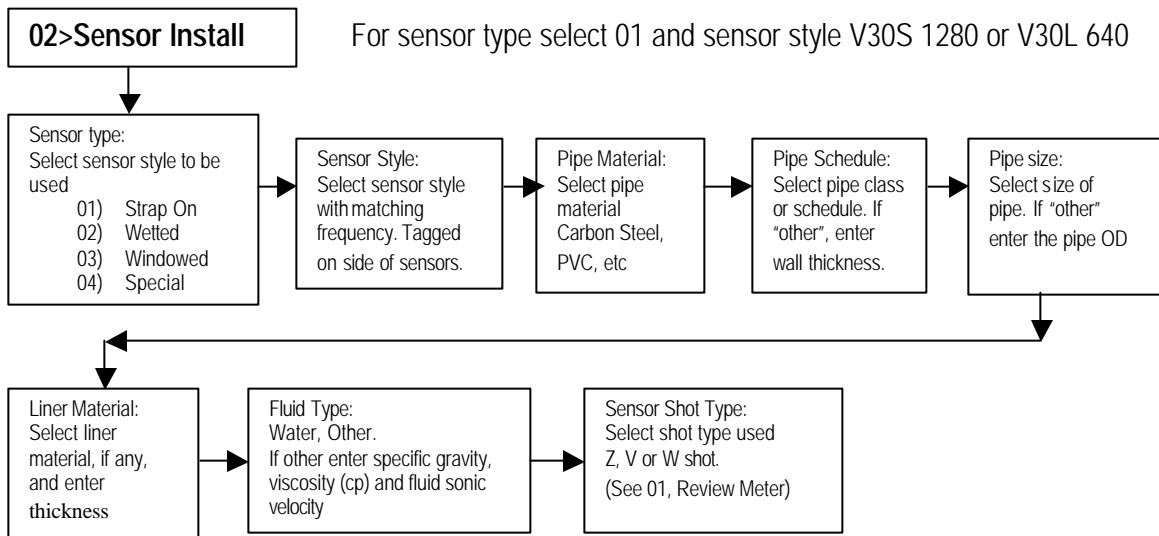 02>Sensor Install
For sensor type select 01 and sensor style V30S 1280 or V30L 640
Sensor type:
Select sensor style to be
used
01) Strap On
02) Wetted
03) Windowed
04) Special
Sensor Style:
Select sensor style
with matching
frequency. Tagged
on side of sensors.
Pipe Material:
Select pipe
material
Carbon Steel,
PVC, etc
Pipe Schedule:
Select pipe class
or schedule. If
“other”, enter
wall thickness.
Pipe size:
Select size of
pipe. If “other”
enter the pipe OD
Liner Material:
Select liner
material, if any,
and enter
thickness
Fluid Type:
Water, Other.
If other enter specific gravity,
viscosity (cp) and fluid sonic
velocity
Sensor Shot Type:
Select shot type used
Z, V or W shot.
(See 01, Review Meter)